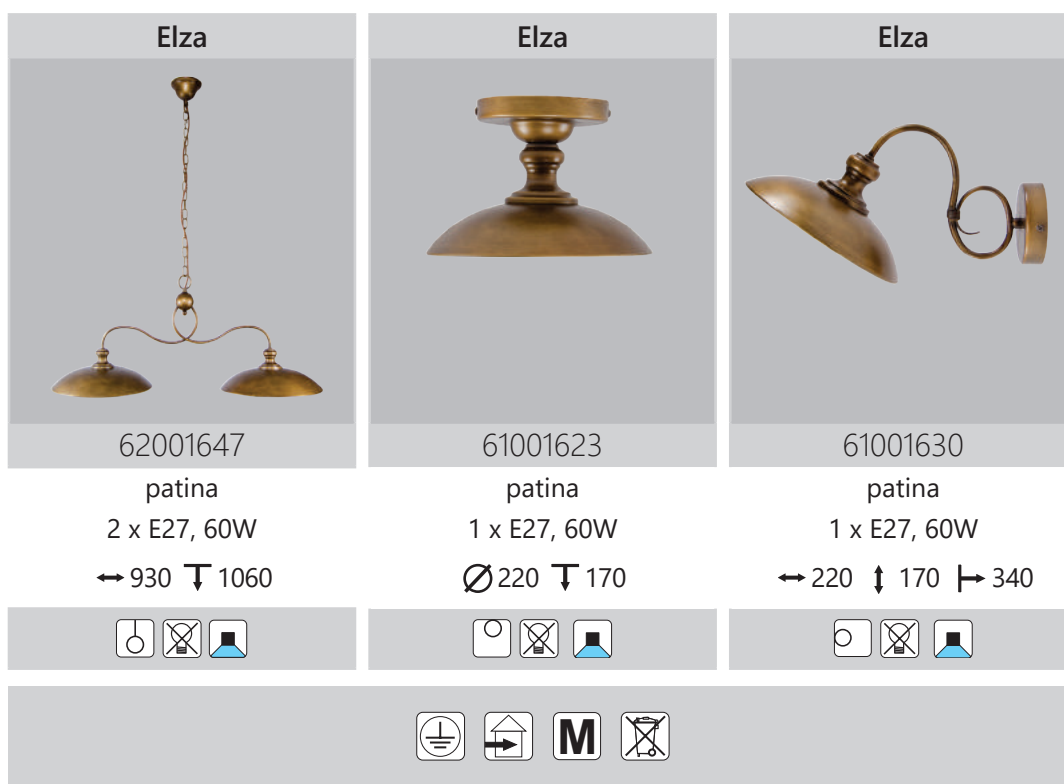 Elza
62001647
patina
2 x E27, 60W
930 1060
Elza
61001623
patina
1 x E27, 60W
220 170
Elza
61001630
patina
1 x E27, 60W
220 170 340
M